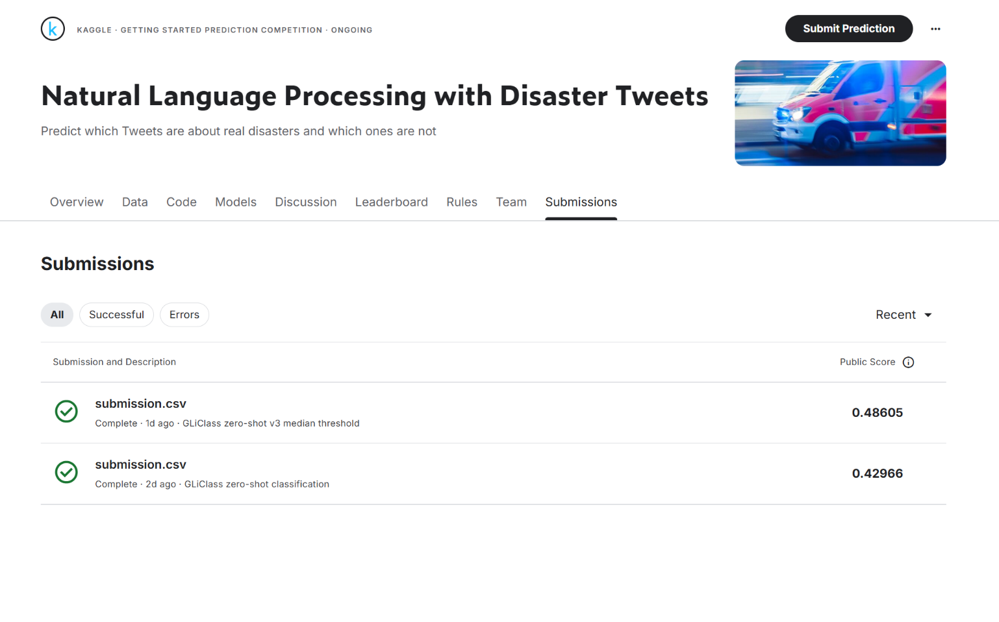 k
KAGGLE · GETTING STARTED PREDICTION COMPETITION · ONGOING
Submit Prediction
Natural Language Processing with Disaster Tweets
Predict which Tweets are about real disasters and which ones are not
Overview Data Code Models Discussion Leaderboard Rules Team Submissions
Submissions
All Successful Errors Recent
Submission and Description Public Score
submission.csv
Complete · 1d ago · GLiClass zero-shot v3 median threshold
0.48605
submission.csv
Complete · 2d ago · GLiClass zero-shot classification
0.42966